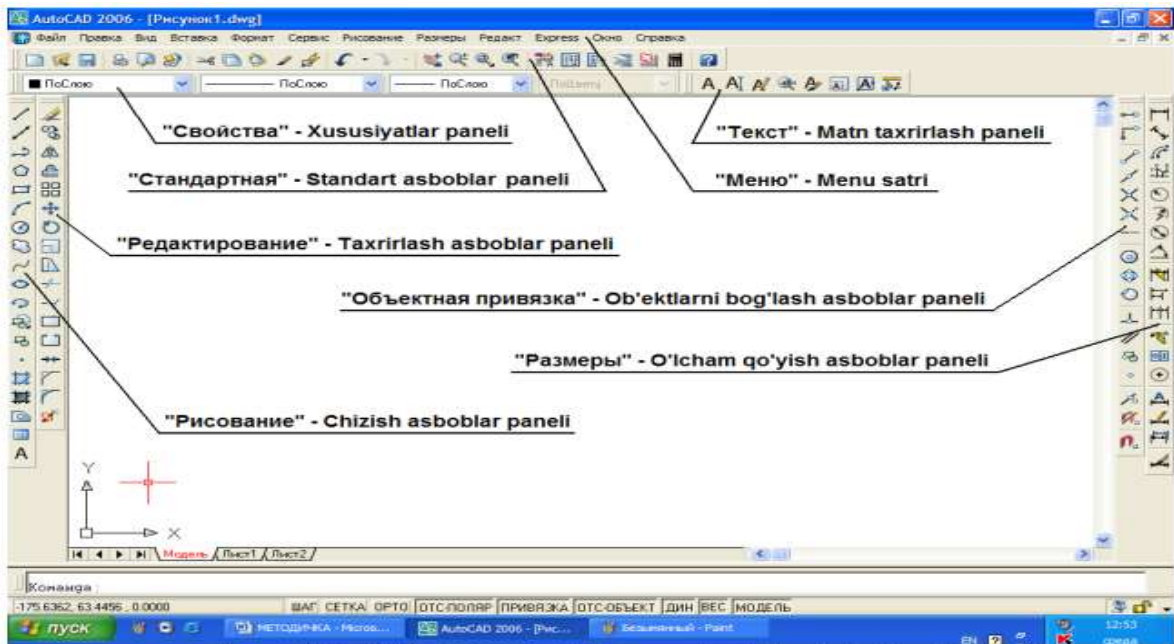 AutoCAD 2006 - [Рисунок1.dwg]
Файл Правка Вид Вставка Формат Сервис Рисование Размеры Редакт Express Окно Справка
ПоСлою ПоСлою ПоСлою
"Свойства" - Xususiyatlar paneli
"Текст" - Matn taxrirlash paneli
"Стандартная" - Standart asboblar paneli
"Меню" - Menu satri
"Редактирование" - Taxrirlash asboblar paneli
"Объектная привязка" - Ob'ektlarni bog'lash asboblar paneli
"Размеры" - O'lcham qo'yish asboblar paneli
"Рисование" - Chizish asboblar paneli
Y
X
Модель Лист1 Лист2
Команда:
-175.6362, 63.4456, 0.0000 ШАГ СЕТКА ОРТО ОТС-ПОЛЯР ПРИВЯЗКА ОТС-ОБЪЕКТ ДИН ВЕС МОДЕЛЬ
пуск МЕТОДИЧКА - Micros... AutoCAD 2006 - [Рис... Безымянный - Paint EN 12:53
среда